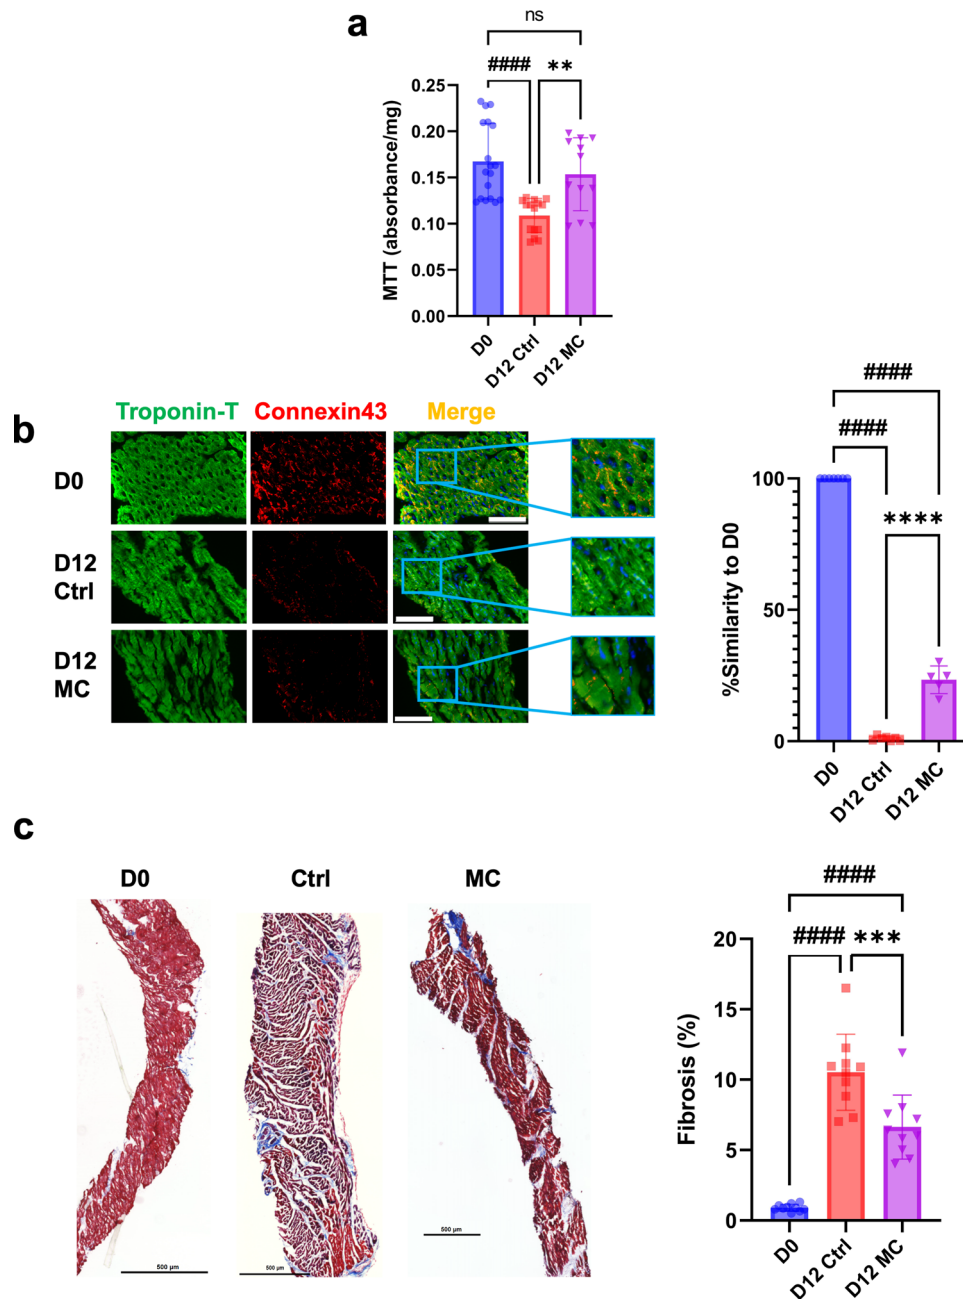 a
ns
#### **
0.25
0.20
0.15
0.10
0.05
0.00
MTT (absorbance/mg)
D0
D12 Ctrl
D12 MC
b
Troponin-T Connexin43 Merge
D0
D12
Ctrl
D12
MC
####
####
****
100
50
0
%Similarity to D0
D0
D12 Ctrl
D12 MC
c
D0 Ctrl MC
500 µm
500 µm
500 µm
####
#### ***
20
15
10
5
0
Fibrosis (%)
D0
D12 Ctrl
D12 MC